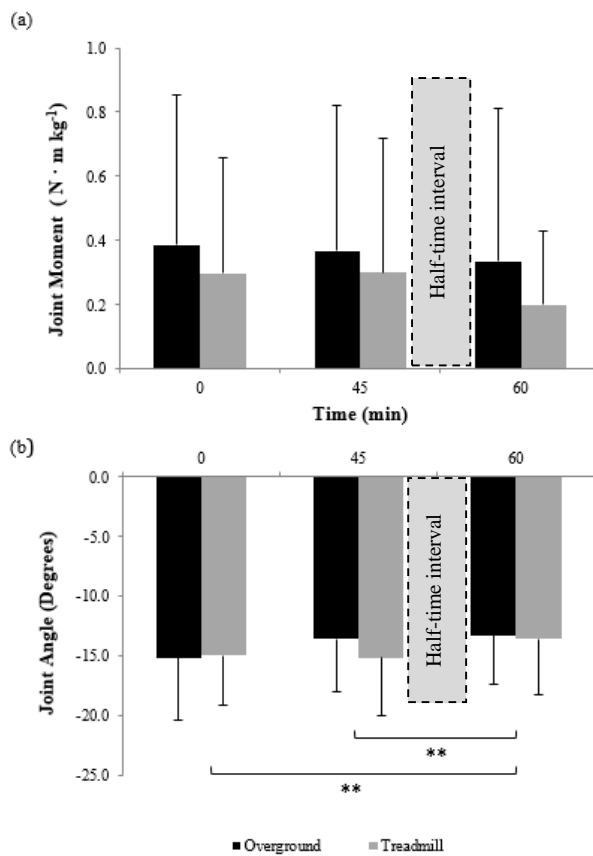 (a)
Joint Moment ( N · m kg-1)
1.0
0.8
0.6
0.4
0.2
0.0
Half-time interval
0 45 60
Time (min)
(b)
0 45 60
Joint Angle (Degrees)
0.0
-5.0
-10.0
-15.0
-20.0
-25.0
Half-time interval
**
**
Overground Treadmill